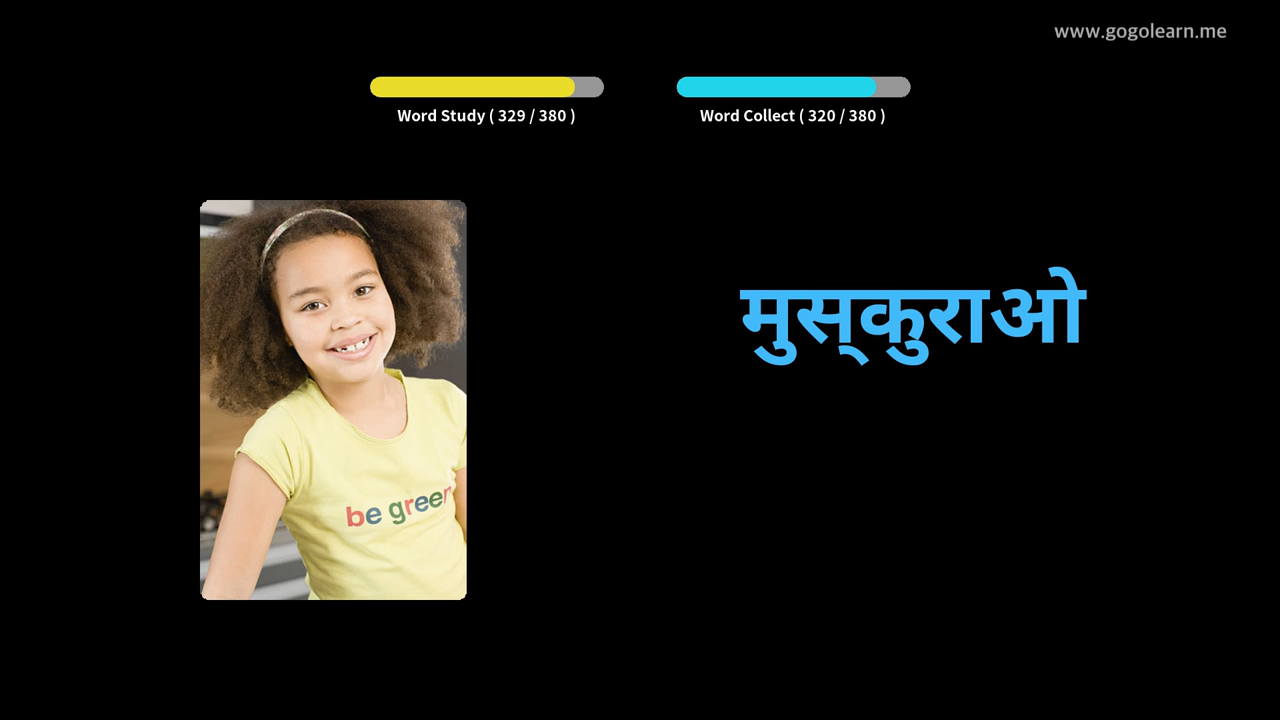 www.gogolearn.me
Word Study ( 329 / 380 )
Word Collect ( 320 / 380 )
मुस्कुराओ
be green